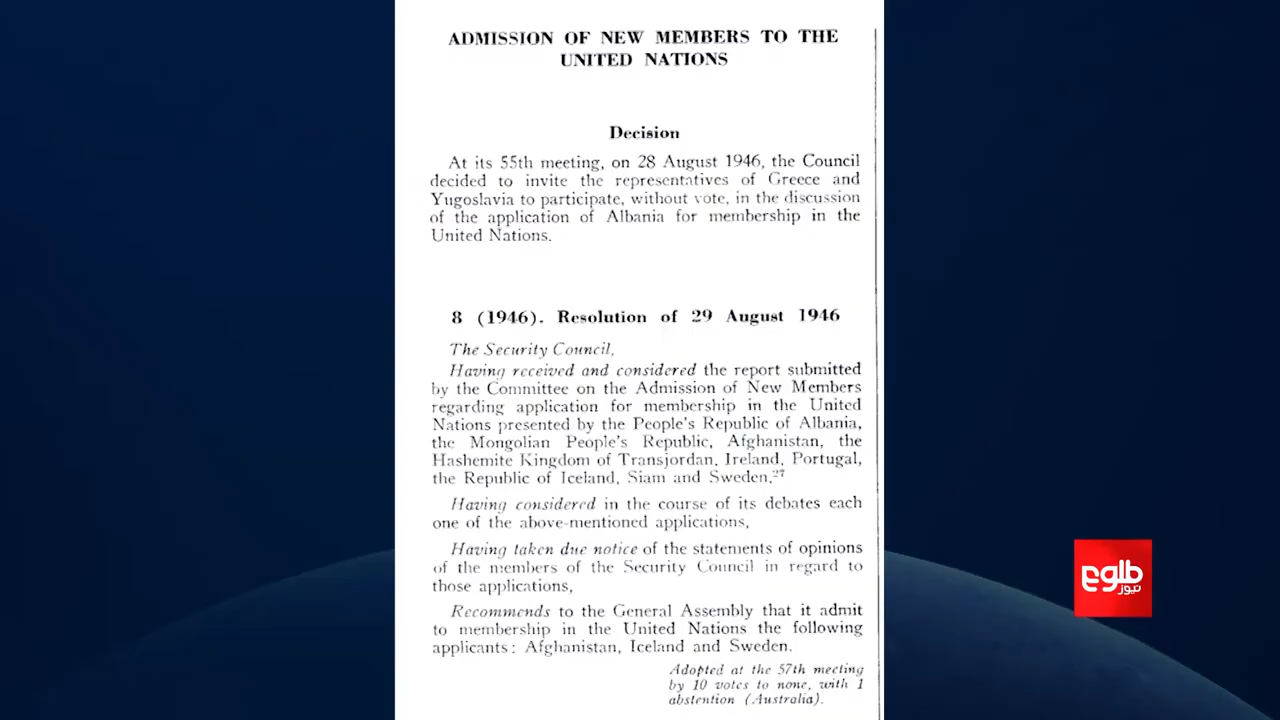 ADMISSION OF NEW MEMBERS TO THE
UNITED NATIONS
Decision
At its 55th meeting, on 28 August 1946, the Council
decided to invite the representatives of Greece and
Yugoslavia to participate, without vote, in the discussion
of the application of Albania for membership in the
United Nations.
8 (1946). Resolution of 29 August 1946
The Security Council,
Having received and considered the report submitted
by the Committee on the Admission of New Members
regarding application for membership in the United
Nations presented by the People's Republic of Albania,
the Mongolian People's Republic, Afghanistan, the
Hashemite Kingdom of Transjordan, Ireland, Portugal,
the Republic of Iceland, Siam and Sweden,²⁷
Having considered in the course of its debates each
one of the above-mentioned applications,
Having taken due notice of the statements of opinions
of the members of the Security Council in regard to
those applications,
Recommends to the General Assembly that it admit
to membership in the United Nations the following
applicants: Afghanistan, Iceland and Sweden.
Adopted at the 57th meeting
by 10 votes to none, with 1
abstention (Australia).
طلوع
نیوز